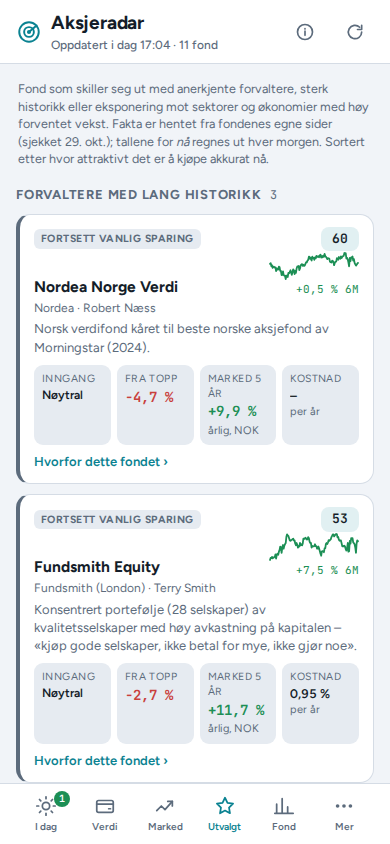 Aksjeradar
Oppdatert i dag 17:04 · 11 fond
Fond som skiller seg ut med anerkjente forvaltere, sterk
historikk eller eksponering mot sektorer og økonomier med høy
forventet vekst. Fakta er hentet fra fondenes egne sider
(sjekket 29. okt.); tallene for nå regnes ut hver morgen. Sortert
etter hvor attraktivt det er å kjøpe akkurat nå.
FORVALTERE MED LANG HISTORIKK 3
FORTSETT VANLIG SPARING
60
+0,5 % 6M
Nordea Norge Verdi
Nordea · Robert Næss
Norsk verdifond kåret til beste norske aksjefond av
Morningstar (2024).
INNGANG
Nøytral
FRA TOPP
-4,7 %
MARKED 5
ÅR
+9,9 %
årlig, NOK
KOSTNAD
–
per år
Hvorfor dette fondet ›
FORTSETT VANLIG SPARING
53
+7,5 % 6M
Fundsmith Equity
Fundsmith (London) · Terry Smith
Konsentrert portefølje (28 selskaper) av
kvalitetsselskaper med høy avkastning på kapitalen –
«kjøp gode selskaper, ikke betal for mye, ikke gjør noe».
INNGANG
Nøytral
FRA TOPP
-2,7 %
MARKED 5
ÅR
+11,7 %
årlig, NOK
KOSTNAD
0,95 %
per år
Hvorfor dette fondet ›
1
I dag
Verdi
Marked
Utvalgt
Fond
Mer